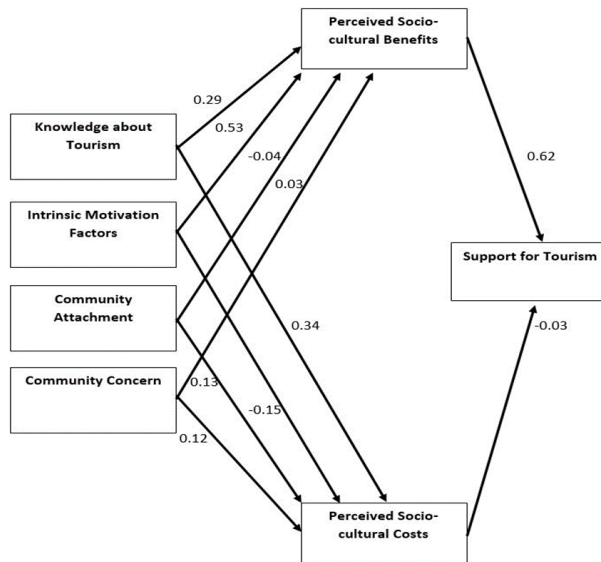 Perceived Socio-
cultural Benefits
0.29
0.53
Knowledge about
Tourism
-0.04
0.03
0.62
Intrinsic Motivation
Factors
Support for Tourism
Community
Attachment
0.34
-0.03
Community Concern
0.13
-0.15
0.12
Perceived Socio-
cultural Costs